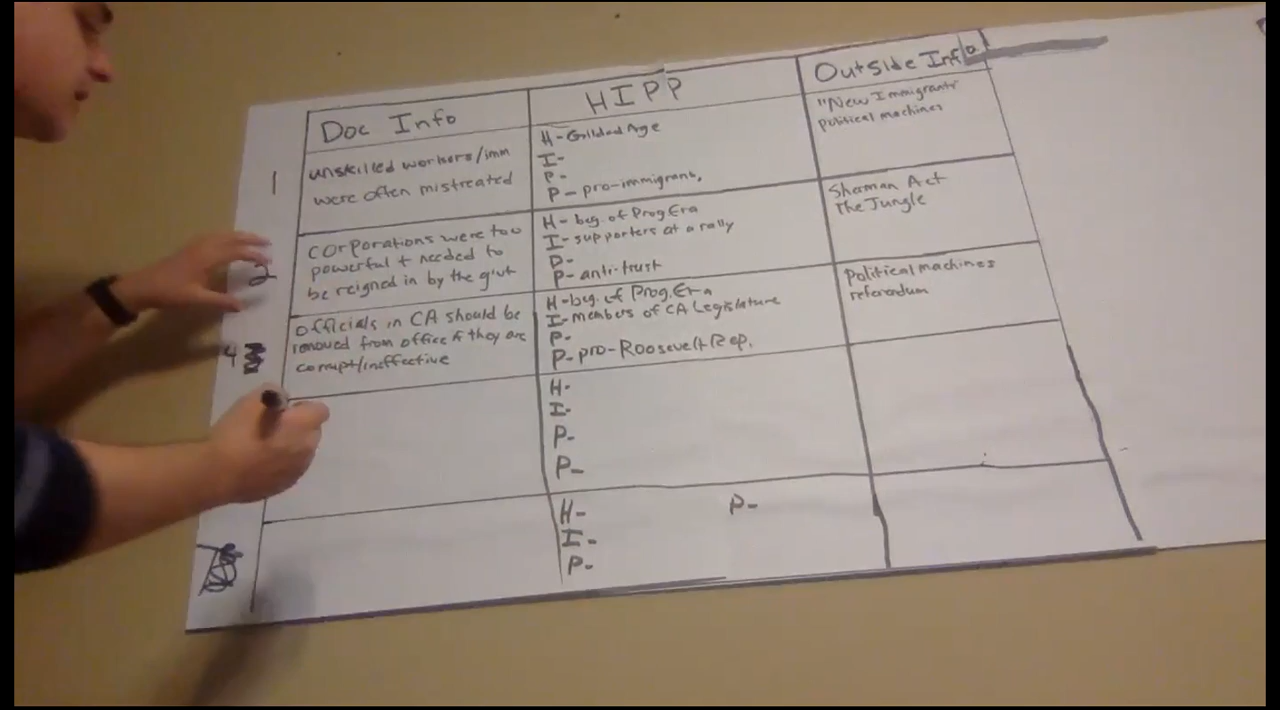 Doc Info
HIPP
Outside Info
1
unskilled workers/imm
were often mistreated
H- Gilded Age
I-
P-
P- pro-immigrant,
"New Immigrants"
political machines
2
corporations were too
powerful + needed to
be reigned in by the gvt
H- beg. of Prog Era
I- supporters at a rally
P-
P- anti-trust
Sherman Act
The Jungle
4
officials in CA should be
removed from office if they are
corrupt/ineffective
H- beg. of Prog. Era
I- members of CA Legislature
P-
P- pro-Roosevelt Rep.
Political machines
referendum
H-
I-
P-
P-
H-
I-
P-
P-